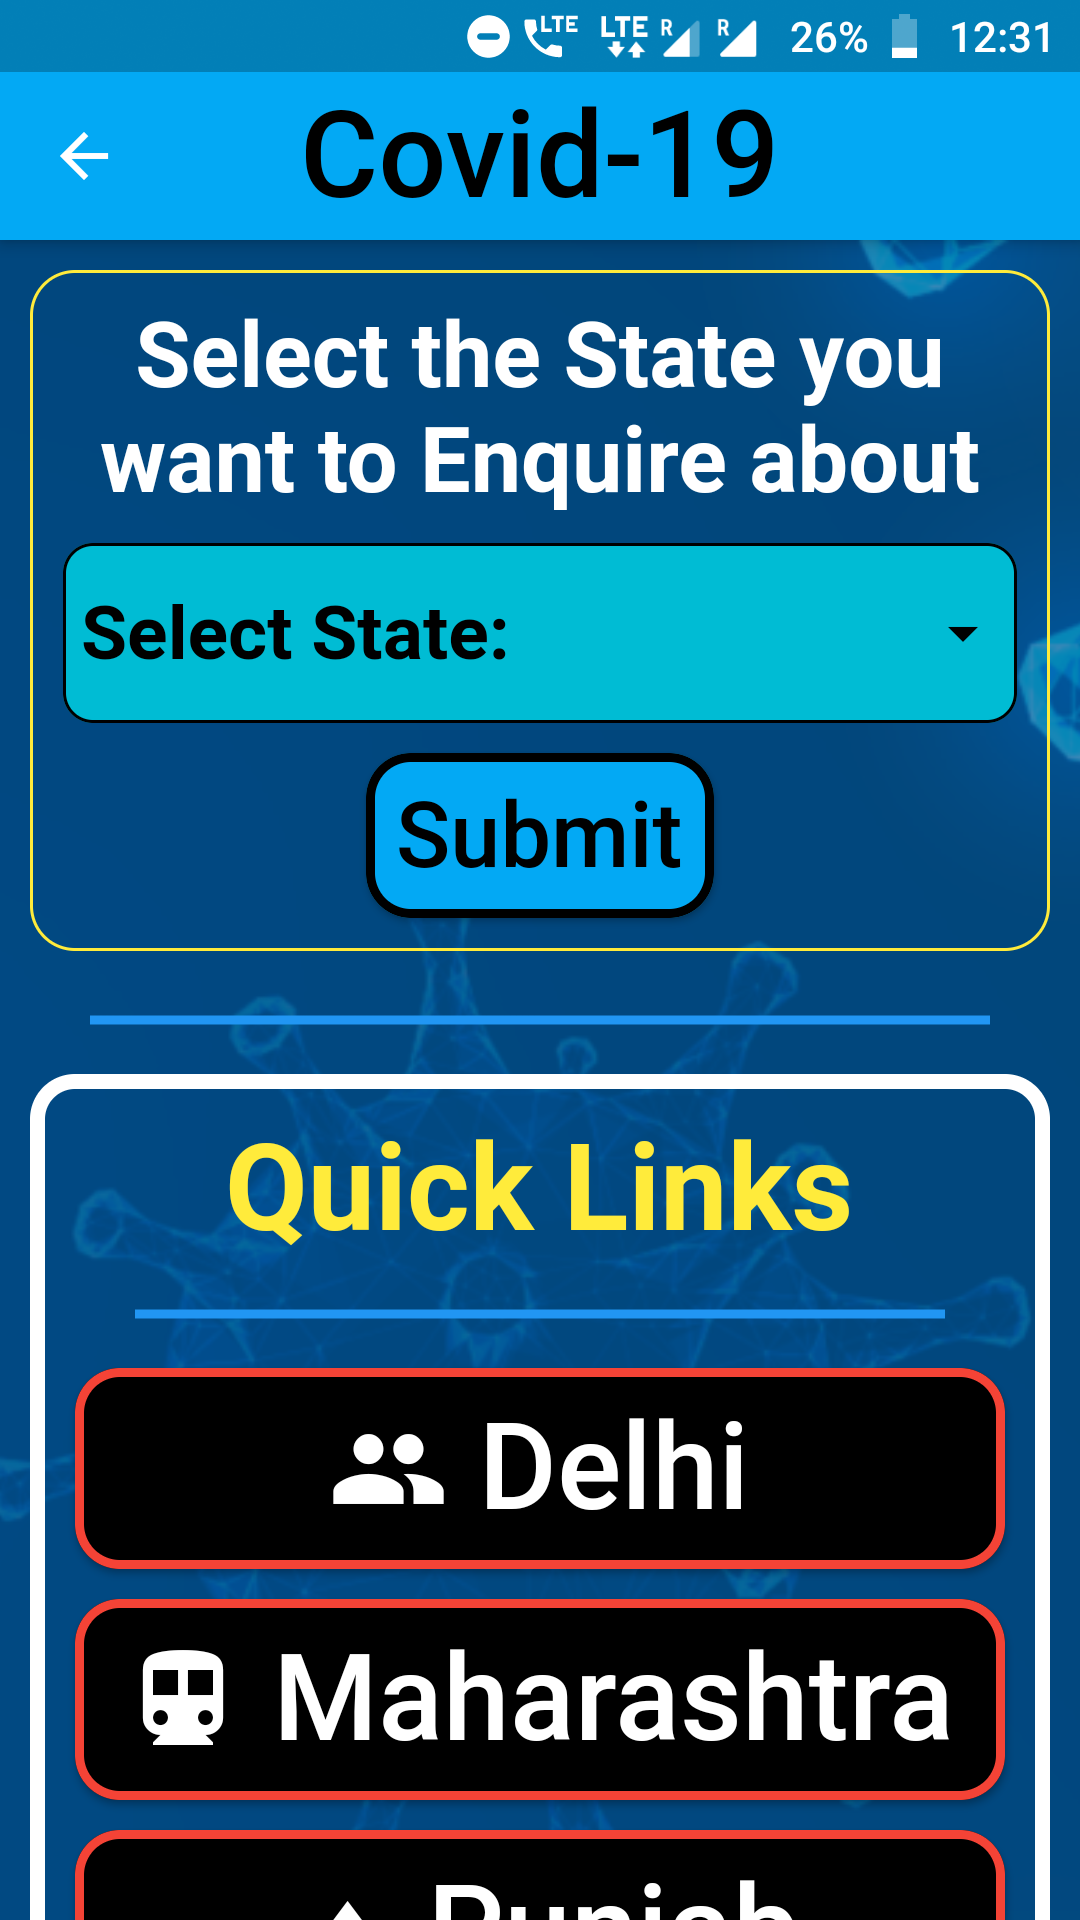 LTE LTE R R 26% 12:31
Covid-19
Select the State you
want to Enquire about
Select State:
Submit
Quick Links
Delhi
Maharashtra
Punjab